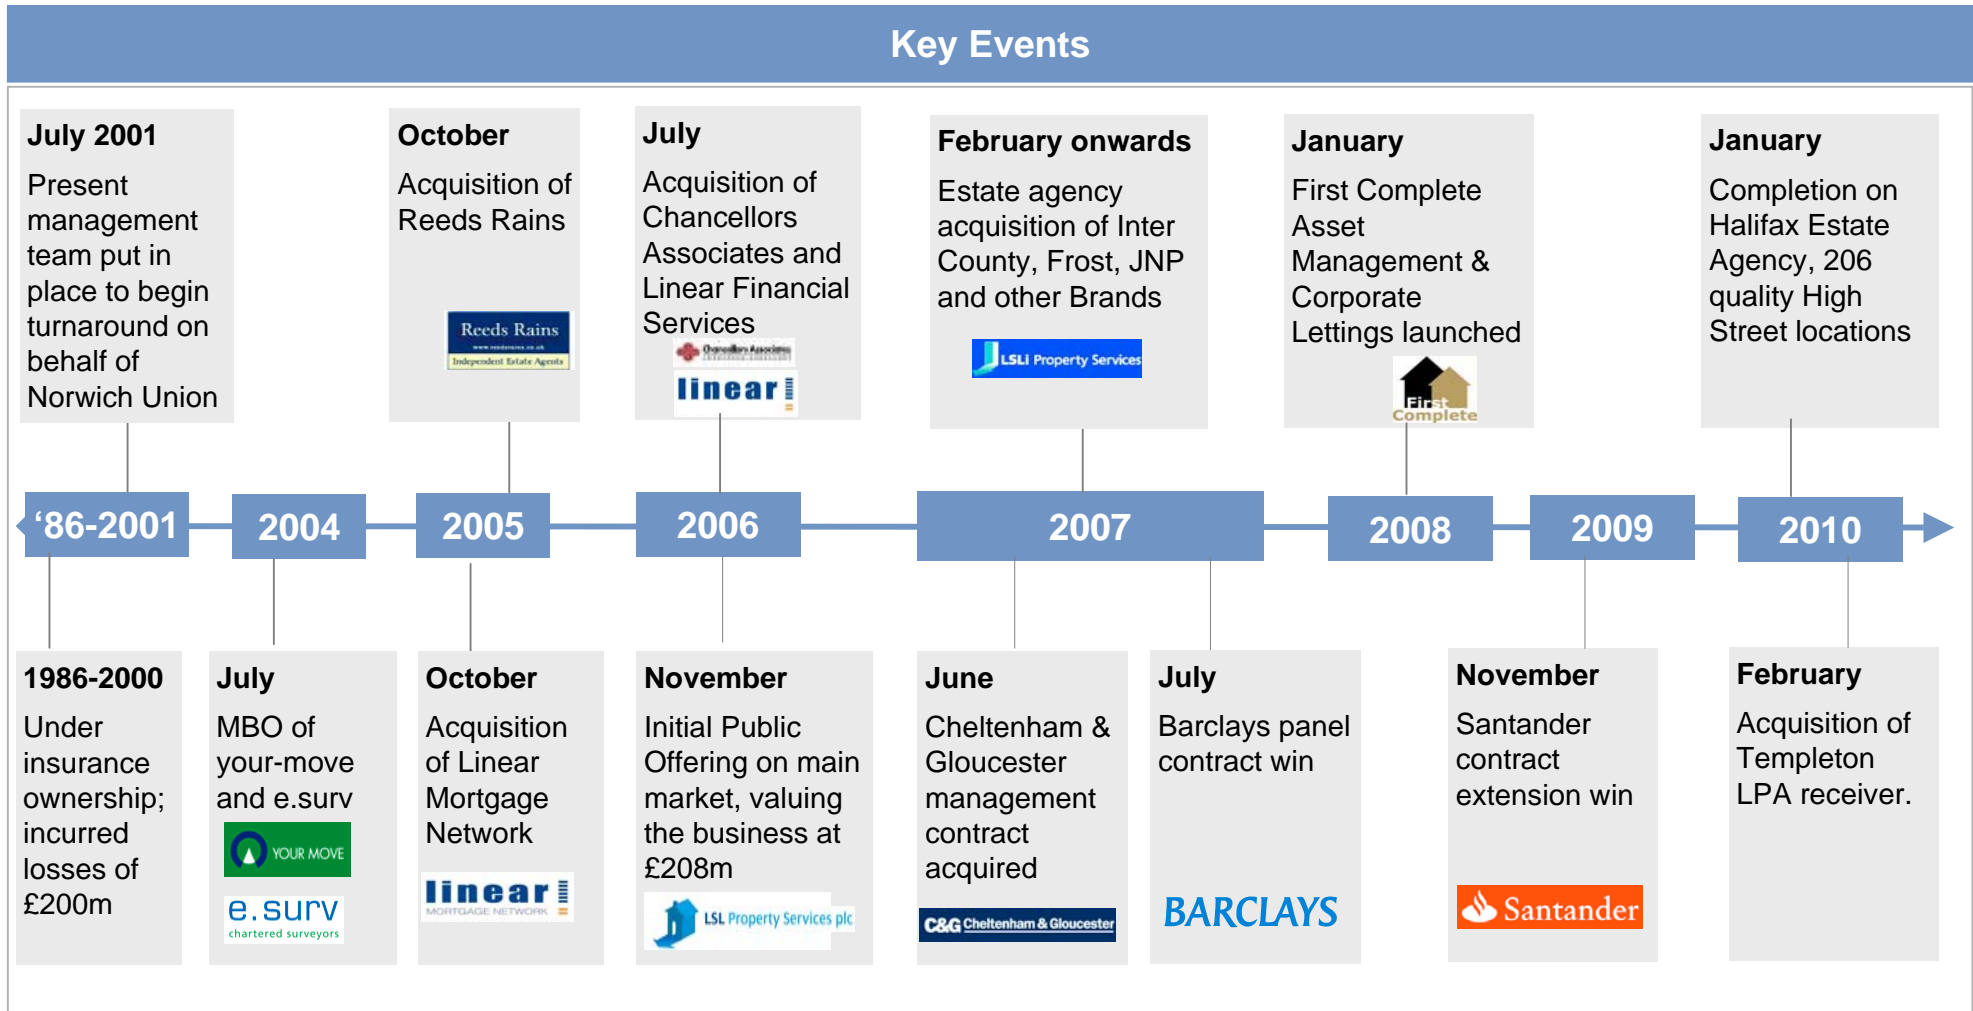 Key Events
July 2001
Present
management
team put in
place to begin
turnaround on
behalf of
Norwich Union
October
Acquisition of
Reeds Rains
Reeds Rains
www.reedsrains.co.uk
Independent Estate Agents
July
Acquisition of
Chancellors
Associates and
Linear Financial
Services
Chancellors Associates
linear
February onwards
Estate agency
acquisition of Inter
County, Frost, JNP
and other Brands
LSLi Property Services
January
First Complete
Asset
Management &
Corporate
Lettings launched
First
Complete
January
Completion on
Halifax Estate
Agency, 206
quality High
Street locations
‘86-2001
2004
2005
2006
2007
2008
2009
2010
1986-2000
Under
insurance
ownership;
incurred
losses of
£200m
July
MBO of
your-move
and e.surv
YOUR MOVE
e.surv
chartered surveyors
October
Acquisition
of Linear
Mortgage
Network
linear
MORTGAGE NETWORK
November
Initial Public
Offering on main
market, valuing
the business at
£208m
LSL Property Services plc
June
Cheltenham &
Gloucester
management
contract
acquired
C&G Cheltenham & Gloucester
July
Barclays panel
contract win
BARCLAYS
November
Santander
contract
extension win
Santander
February
Acquisition of
Templeton
LPA receiver.